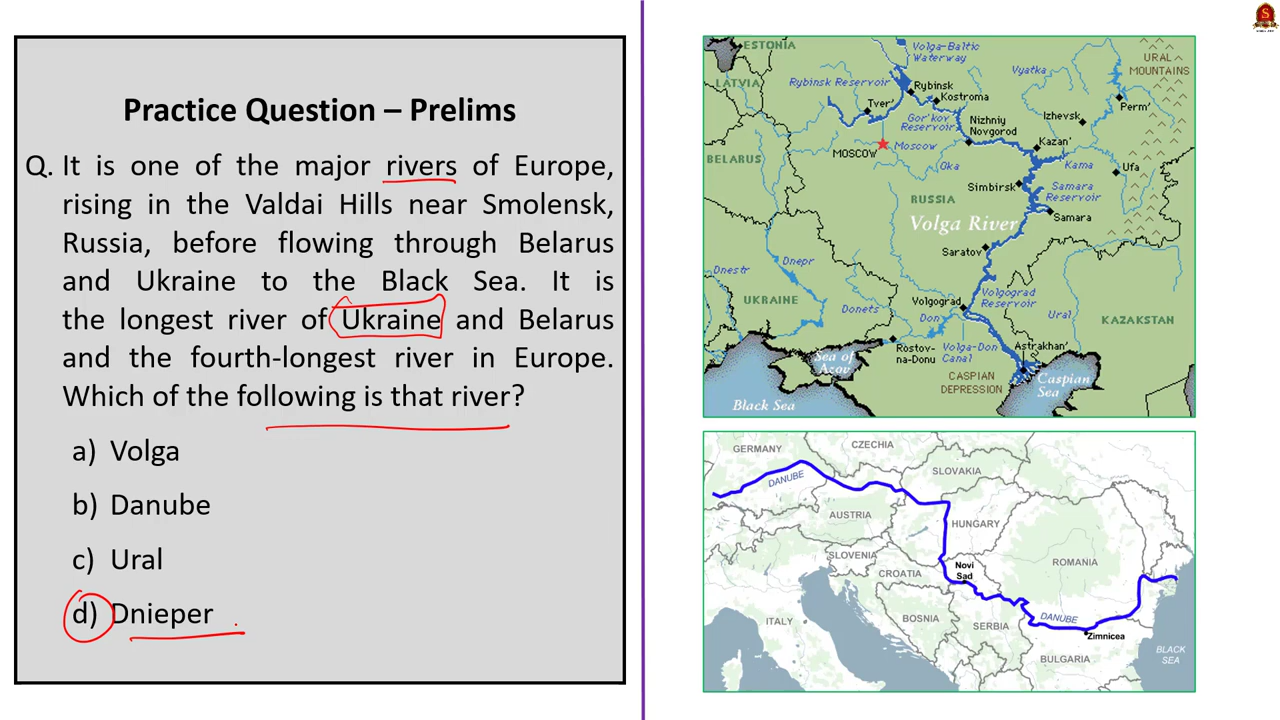 Practice Question – Prelims
Q. It is one of the major rivers of Europe,
rising in the Valdai Hills near Smolensk,
Russia, before flowing through Belarus
and Ukraine to the Black Sea. It is
the longest river of Ukraine and Belarus
and the fourth-longest river in Europe.
Which of the following is that river?
a) Volga
b) Danube
c) Ural
d) Dnieper
ESTONIA
Volga-Baltic
Waterway
URAL
MOUNTAINS
LATVIA
Rybinsk Reservoir
Vyatka
Rybinsk
Kostroma
Tver'
Perm'
Gor'kov
Reservoir
Izhevsk
Nizhniy
Novgorod
MOSCOW
Moscow
Kazan'
BELARUS
Oka
Kama
Ufa
Simbirsk
Samara
Reservoir
RUSSIA
Volga River
Samara
Saratov
Dnestr
Dnepr
UKRAINE
Donets
Volgograd
Volgograd
Reservoir
Don
Ural
KAZAKHSTAN
Rostov-
na-Donu
Volga-Don
Canal
Astrakhan'
Sea of
Azov
CASPIAN
DEPRESSION
Caspian
Sea
Black Sea
GERMANY
CZECHIA
DANUBE
SLOVAKIA
AUSTRIA
HUNGARY
SLOVENIA
CROATIA
Novi
Sad
ROMANIA
BOSNIA
SERBIA
DANUBE
Zimnicea
ITALY
BULGARIA
BLACK
SEA